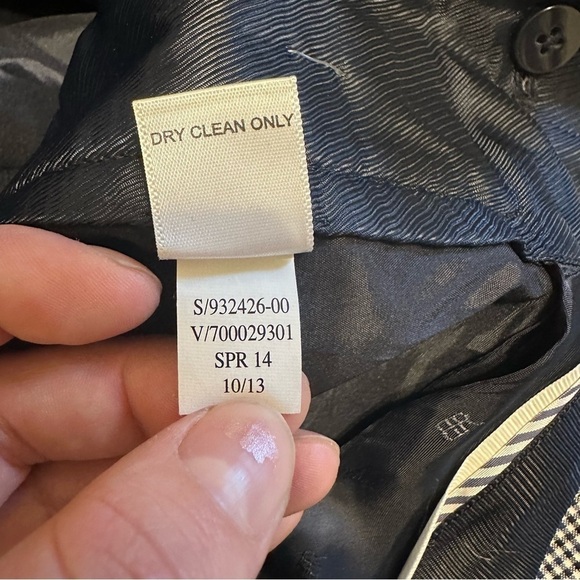 DRY CLEAN ONLY
S/932426-00
V/700029301
SPR 14
10/13